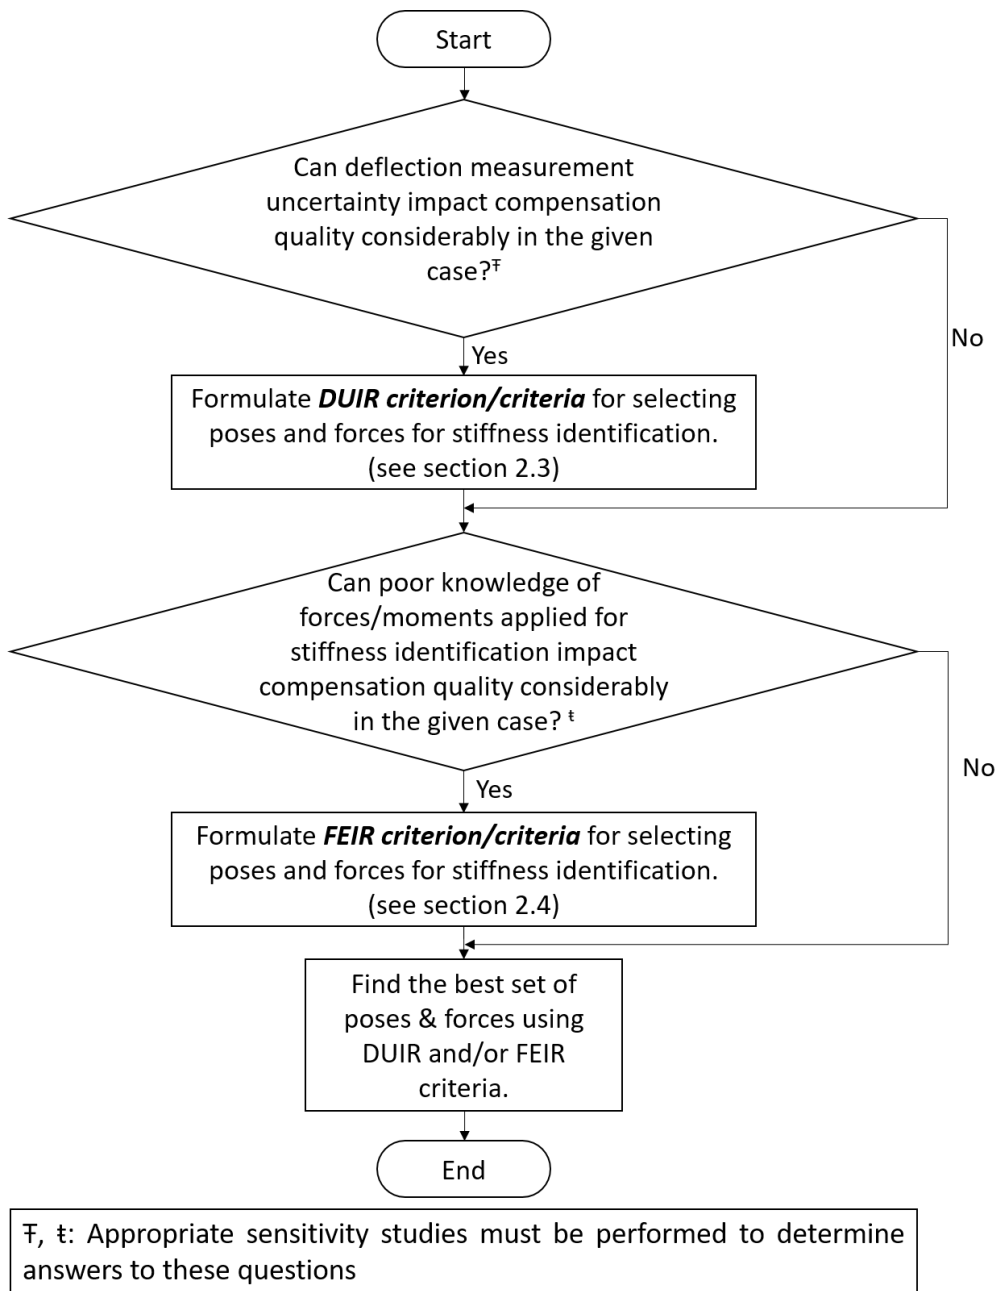 Start
Can deflection measurement
uncertainty impact compensation
quality considerably in the given
case?Ŧ
No
Yes
Formulate DUIR criterion/criteria for selecting
poses and forces for stiffness identification.
(see section 2.3)
Can poor knowledge of
forces/moments applied for
stiffness identification impact
compensation quality considerably
in the given case? ŧ
No
Yes
Formulate FEIR criterion/criteria for selecting
poses and forces for stiffness identification.
(see section 2.4)
Find the best set of
poses & forces using
DUIR and/or FEIR
criteria.
End
Ŧ, ŧ: Appropriate sensitivity studies must be performed to determine
answers to these questions